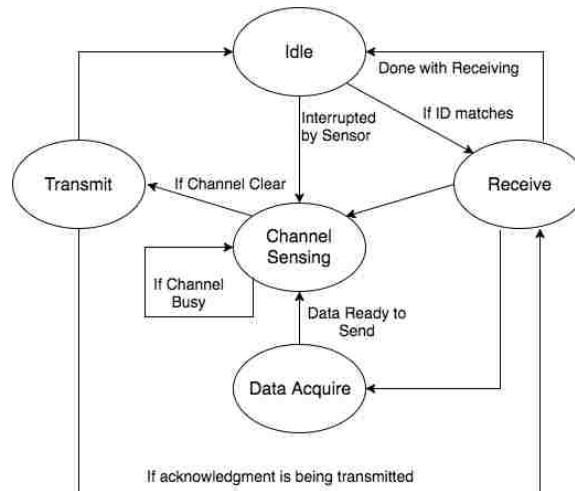 Idle
Done with Receiving
Interrupted
by Sensor
If ID matches
Transmit
If Channel Clear
Receive
Channel
Sensing
If Channel
Busy
Data Ready to
Send
Data Acquire
If acknowledgment is being transmitted